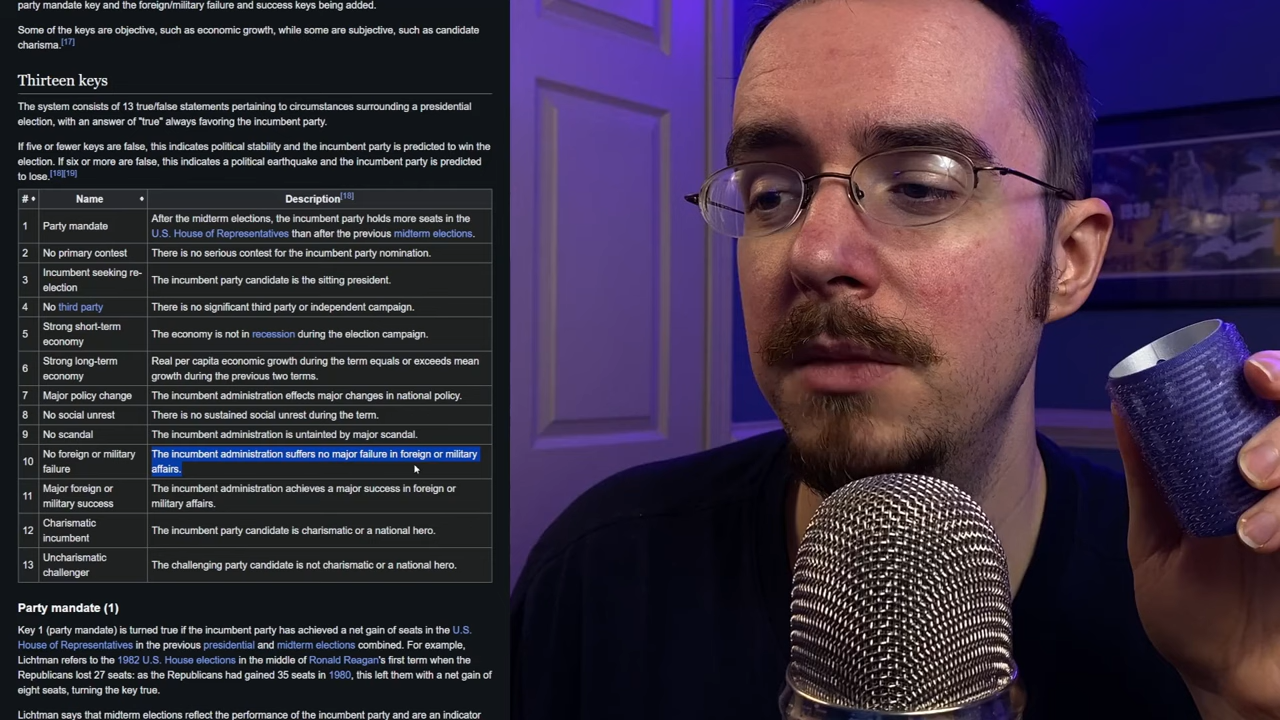 party mandate key and the foreign/military failure and success keys being added.
Some of the keys are objective, such as economic growth, while some are subjective, such as candidate
charisma.[17]
Thirteen keys
The system consists of 13 true/false statements pertaining to circumstances surrounding a presidential
election, with an answer of "true" always favoring the incumbent party.
If five or fewer keys are false, this indicates political stability and the incumbent party is predicted to win the
election. If six or more are false, this indicates a political earthquake and the incumbent party is predicted
to lose.[18][19]
# Name Description[18]
1 Party mandate After the midterm elections, the incumbent party holds more seats in the
U.S. House of Representatives than after the previous midterm elections.
2 No primary contest There is no serious contest for the incumbent party nomination.
3 Incumbent seeking re-
election The incumbent party candidate is the sitting president.
4 No third party There is no significant third party or independent campaign.
5 Strong short-term
economy The economy is not in recession during the election campaign.
6 Strong long-term
economy Real per capita economic growth during the term equals or exceeds mean
growth during the previous two terms.
7 Major policy change The incumbent administration effects major changes in national policy.
8 No social unrest There is no sustained social unrest during the term.
9 No scandal The incumbent administration is untainted by major scandal.
10 No foreign or military
failure The incumbent administration suffers no major failure in foreign or military
affairs.
11 Major foreign or
military success The incumbent administration achieves a major success in foreign or
military affairs.
12 Charismatic
incumbent The incumbent party candidate is charismatic or a national hero.
13 Uncharismatic
challenger The challenging party candidate is not charismatic or a national hero.
Party mandate (1)
Key 1 (party mandate) is turned true if the incumbent party has achieved a net gain of seats in the U.S.
House of Representatives in the previous presidential and midterm elections combined. For example,
Lichtman refers to the 1982 U.S. House elections in the middle of Ronald Reagan's first term when the
Republicans lost 27 seats: as the Republicans had gained 35 seats in 1980, this left them with a net gain of
eight seats, turning the key true.
Lichtman says that midterm elections reflect the performance of the incumbent party and are an indicator
1938
1996